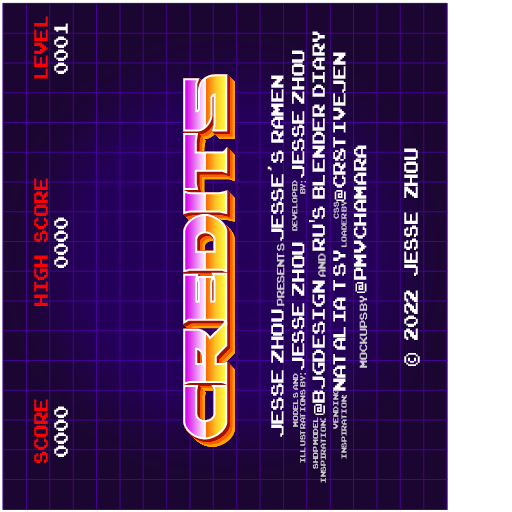 SCORE HIGH SCORE LEVEL
0000 0000 0001
CREDITS
JESSE ZHOU PRESENTS JESSE'S RAMEN
MODELS AND ILLUSTRATIONS BY: JESSE ZHOU DEVELOPED BY: JESSE ZHOU
SHOP MODEL INSPIRATION: @BJGDESIGN AND RU'S BLENDER DIARY
VENDING INSPIRATION: NATALIA TSY CSS LOADER BY @CR8TIVEJEN
MOCKUPS BY @PMVCHAMARA
© 2022 JESSE ZHOU